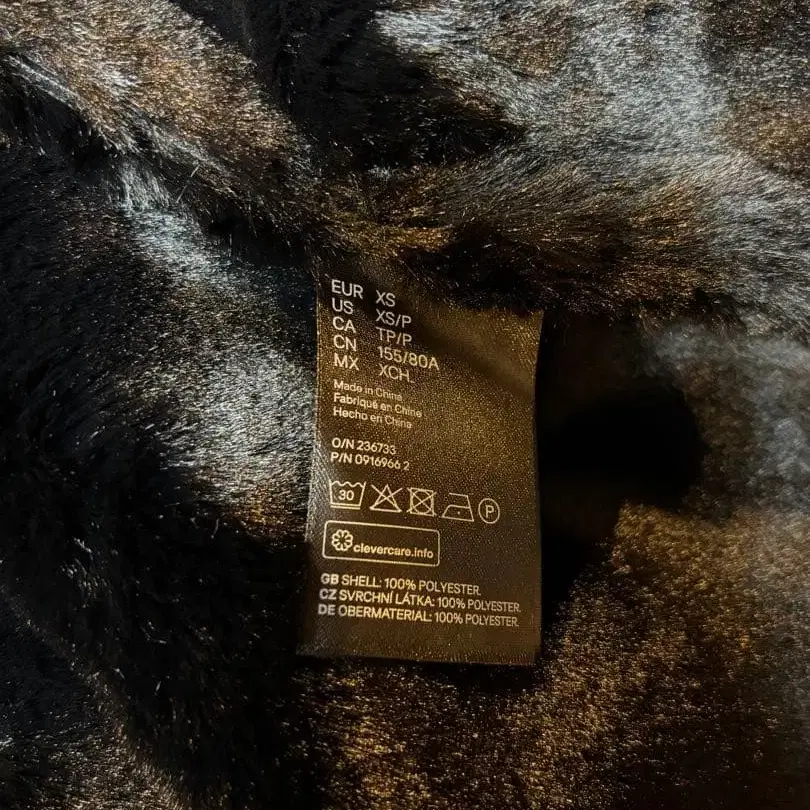 EUR XS
US XS/P
CA TP/P
CN 155/80A
MX XCH
Made in China
Fabriqué en Chine
Hecho en China
O/N 236733
P/N 0916966 2
30 P
clevercare.info
GB SHELL: 100% POLYESTER.
CZ SVRCHNÍ LÁTKA: 100% POLYESTER.
DE OBERMATERIAL: 100% POLYESTER.